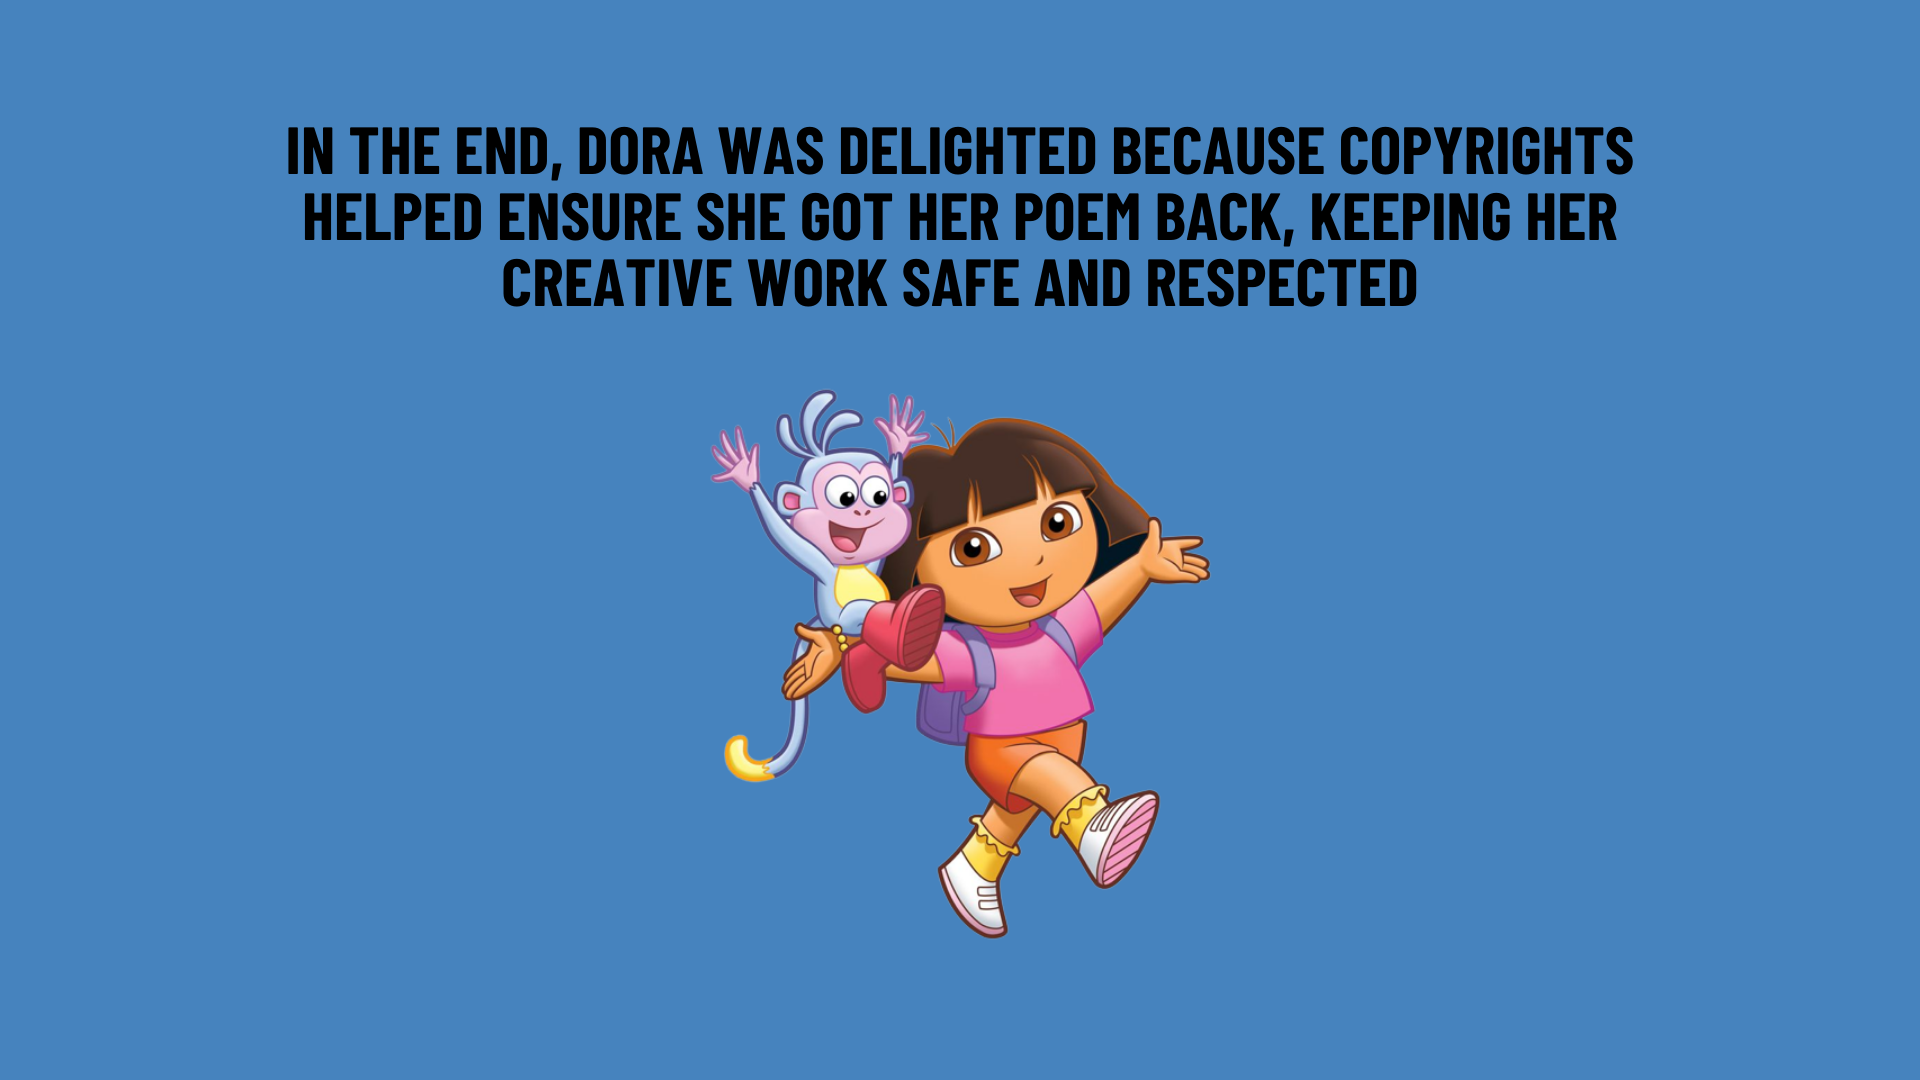 IN THE END, DORA WAS DELIGHTED BECAUSE COPYRIGHTS
HELPED ENSURE SHE GOT HER POEM BACK, KEEPING HER
CREATIVE WORK SAFE AND RESPECTED